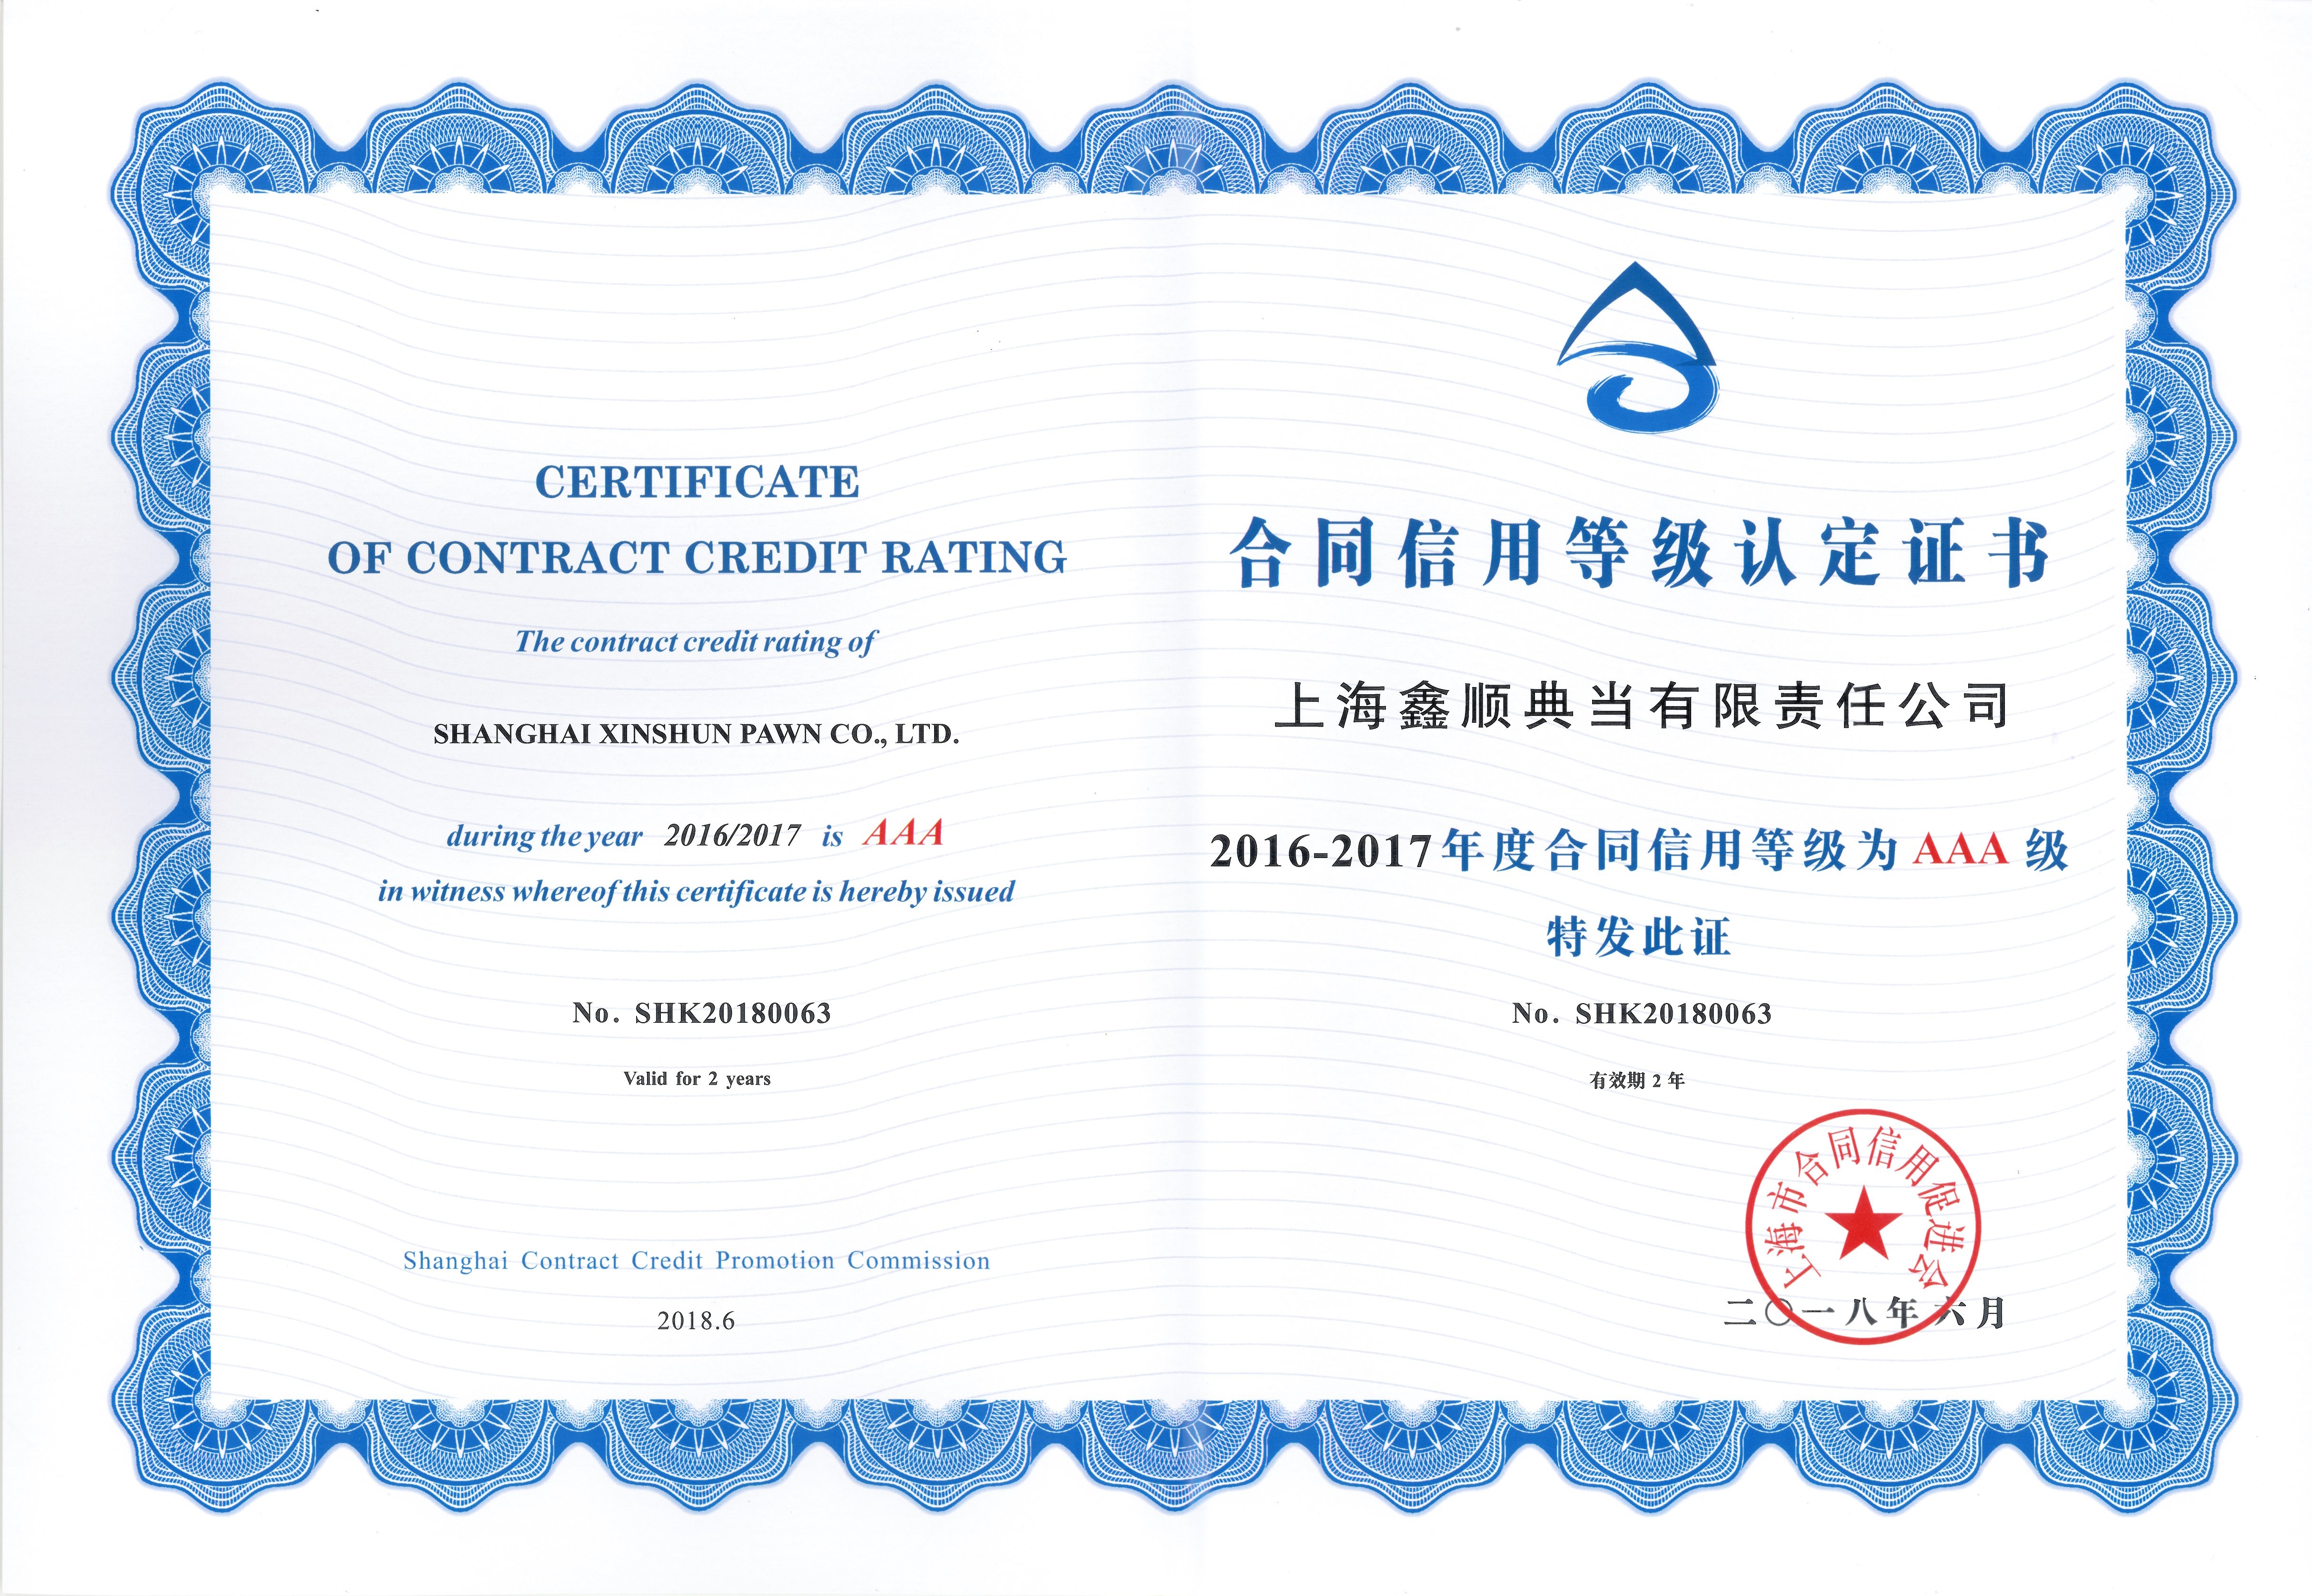 CERTIFICATE
OF CONTRACT CREDIT RATING
The contract credit rating of
SHANGHAI XINSHUN PAWN CO., LTD.
during the year 2016/2017 is AAA
in witness whereof this certificate is hereby issued
No. SHK20180063
Valid for 2 years
Shanghai Contract Credit Promotion Commission
2018.6
合同信用等级认定证书
上海鑫顺典当有限责任公司
2016-2017年度合同信用等级为 AAA 级
特发此证
No. SHK20180063
有效期 2 年
上海市合同信用促进会
二〇一八年六月